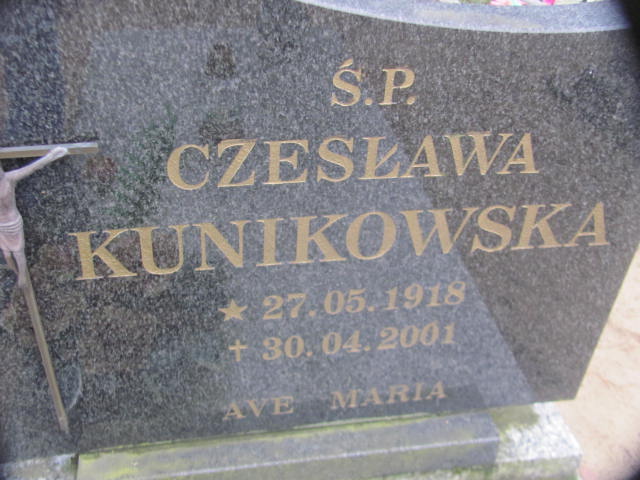 Ś.P.
CZESŁAWA
KUNIKOWSKA
★ 27.05.1918
✝ 30.04.2001
AVE MARIA